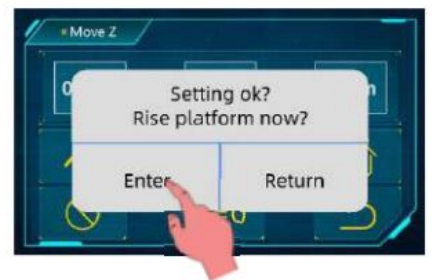 Move Z
Setting ok?
Rise platform now?
Enter
Return